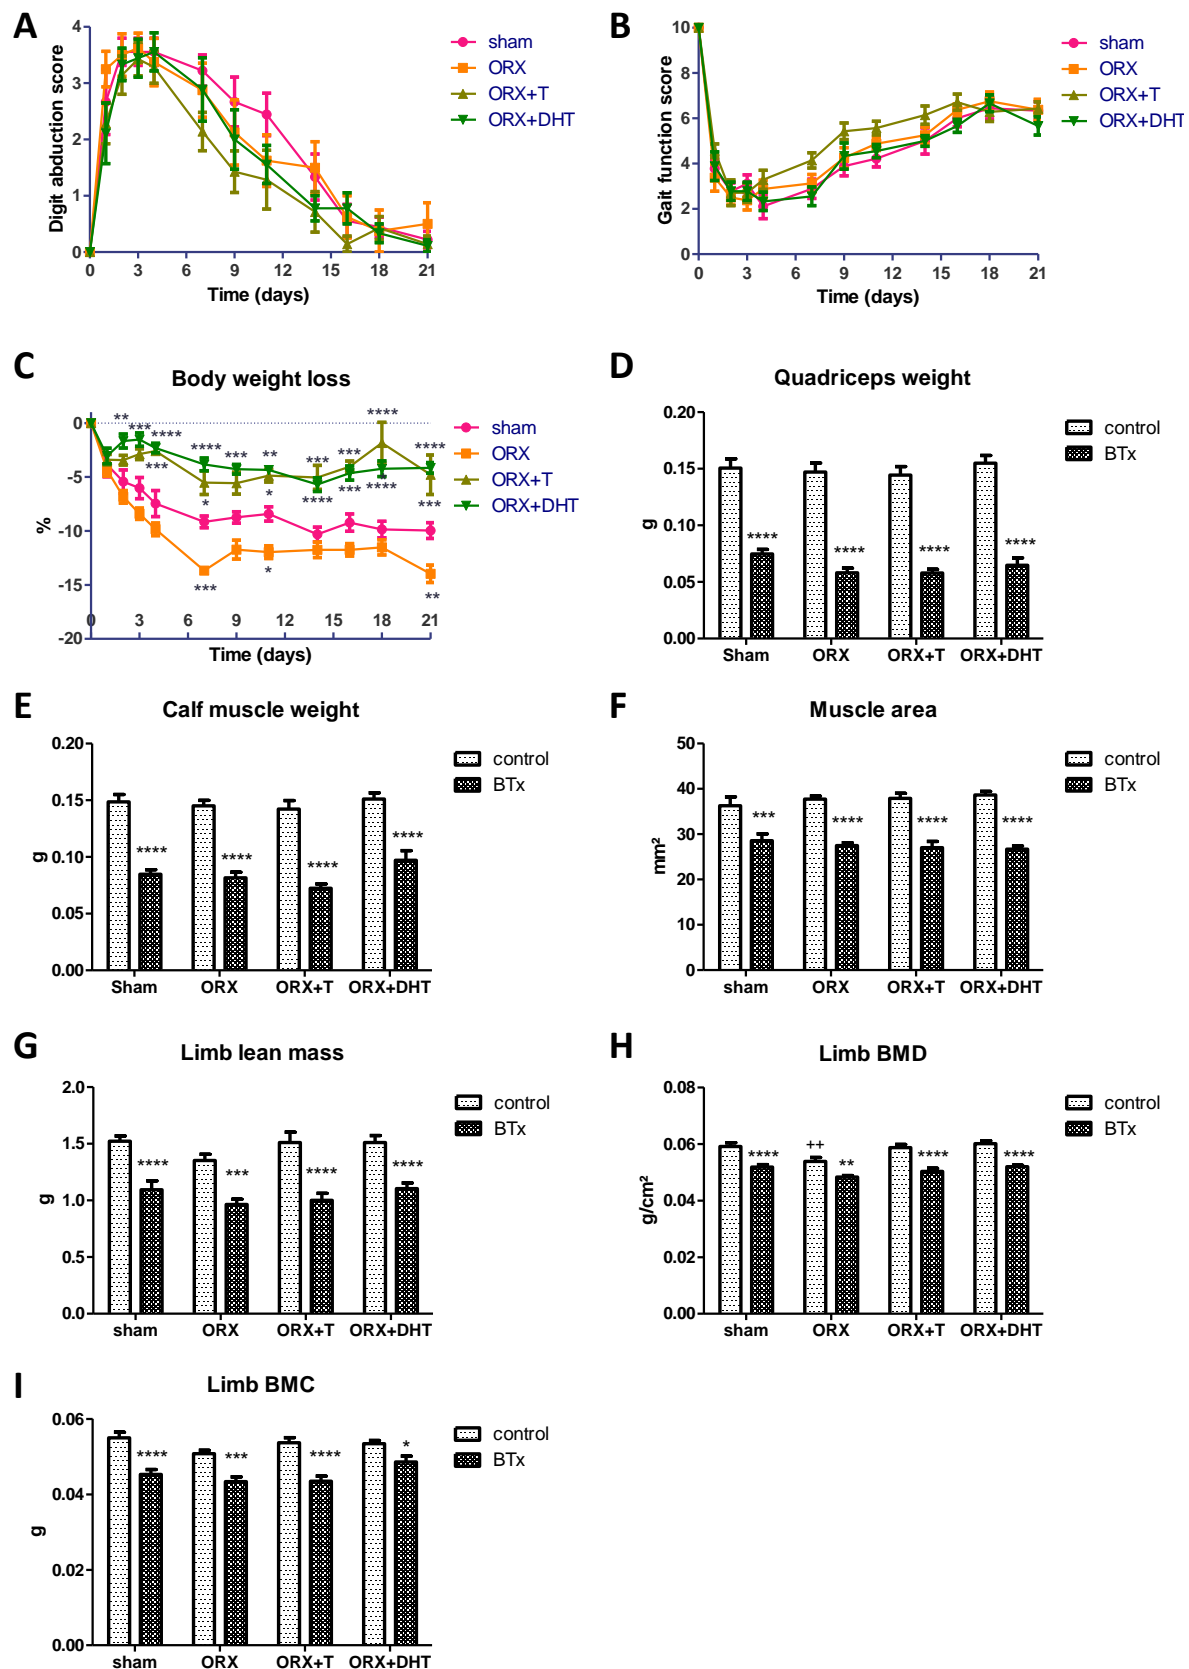 A
4
3
2
1
0
Digit abduction score
0 3 6 9 12 15 18 21
Time (days)
sham
ORX
ORX+T
ORX+DHT
B
10
8
6
4
2
0
Gait function score
0 3 6 9 12 15 18 21
Time (days)
sham
ORX
ORX+T
ORX+DHT
C
Body weight loss
0
-5
-10
-15
-20
%
** *** **** **** *** ** *** *** **** ****
*** * * **** *** **** ***
*** * **
0 3 6 9 12 15 18 21
Time (days)
sham
ORX
ORX+T
ORX+DHT
D
Quadriceps weight
0.20
0.15
0.10
0.05
0.00
g
**** **** **** ****
Sham ORX ORX+T ORX+DHT
control
BTx
E
Calf muscle weight
0.20
0.15
0.10
0.05
0.00
g
**** **** **** ****
Sham ORX ORX+T ORX+DHT
control
BTx
F
Muscle area
50
40
30
20
10
0
mm²
*** **** **** ****
sham ORX ORX+T ORX+DHT
control
BTx
G
Limb lean mass
2.0
1.5
1.0
0.5
0.0
g
**** *** **** ****
sham ORX ORX+T ORX+DHT
control
BTx
H
Limb BMD
0.08
0.06
0.04
0.02
0.00
g/cm²
**** ++ ** **** ****
sham ORX ORX+T ORX+DHT
control
BTx
I
Limb BMC
0.06
0.04
0.02
0.00
g
**** *** **** *
sham ORX ORX+T ORX+DHT
control
BTx